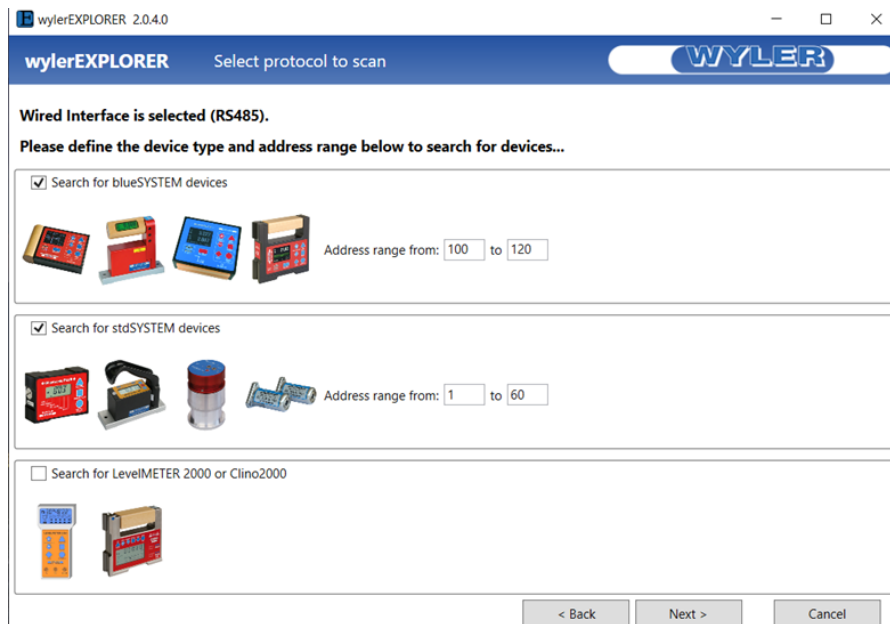 wylerEXPLORER 2.0.4.0
wylerEXPLORER Select protocol to scan WYLER
Wired Interface is selected (RS485).
Please define the device type and address range below to search for devices...
Search for blueSYSTEM devices
Address range from: 100 to 120
Search for stdSYSTEM devices
Address range from: 1 to 60
Search for LevelMETER 2000 or Clino2000
< Back Next > Cancel